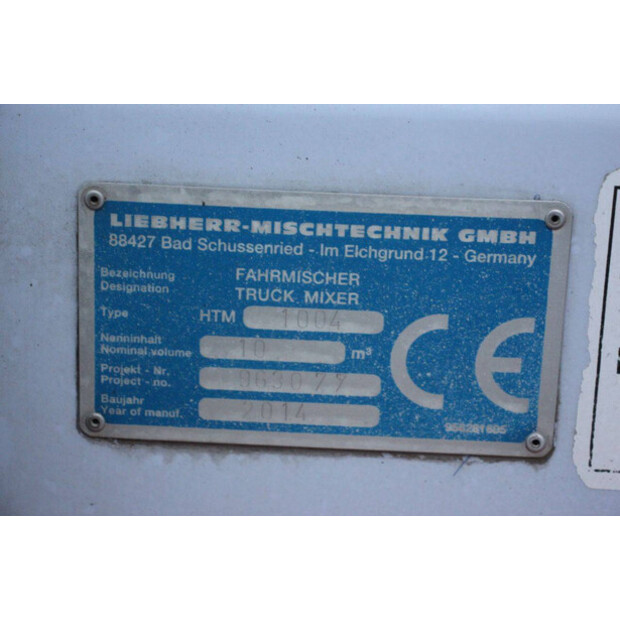 LIEBHERR-MISCHTECHNIK GMBH
88427 Bad Schussenried - Im Elchgrund 12 - Germany
Bezeichnung FAHRMISCHER
Designation TRUCK MIXER
Type HTM 1004
Nenninhalt
Nominal volume 10 m³
Projekt - Nr.
Project - no.
Baujahr
Year of manuf. 2014
CE